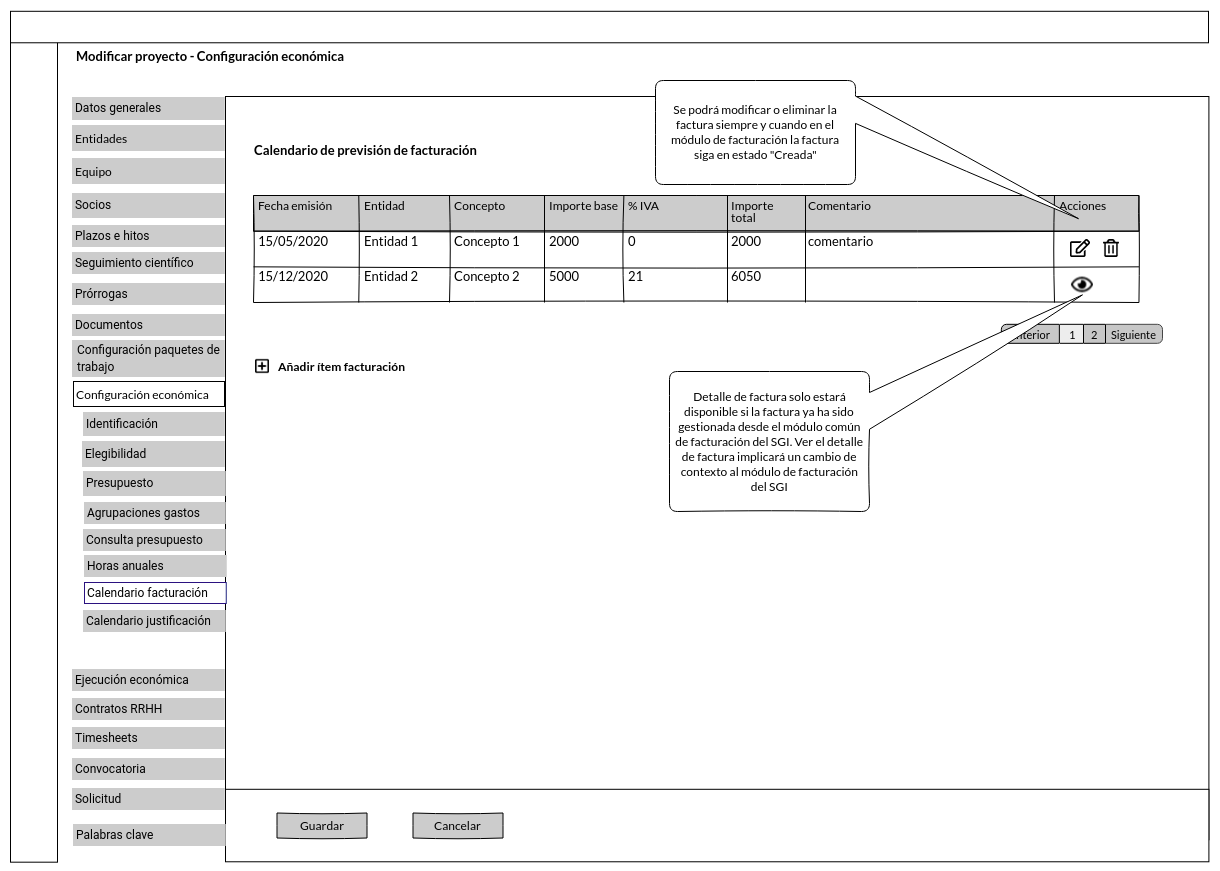 Modificar proyecto - Configuración económica
Datos generales
Entidades
Equipo
Socios
Plazos e hitos
Seguimiento científico
Prórrogas
Documentos
Configuración paquetes de
trabajo
Configuración económica
Identificación
Elegibilidad
Presupuesto
Agrupaciones gastos
Consulta presupuesto
Horas anuales
Calendario facturación
Calendario justificación
Ejecución económica
Contratos RRHH
Timesheets
Convocatoria
Solicitud
Palabras clave
Se podrá modificar o eliminar la
factura siempre y cuando en el
módulo de facturación la factura
siga en estado "Creada"
Calendario de previsión de facturación
Fecha emisión Entidad Concepto Importe base % IVA Importe total Comentario Acciones
15/05/2020 Entidad 1 Concepto 1 2000 0 2000 comentario
15/12/2020 Entidad 2 Concepto 2 5000 21 6050
1 2 Siguiente
Añadir ítem facturación
Detalle de factura solo estará
disponible si la factura ya ha sido
gestionada desde el módulo común
de facturación del SGI. Ver el detalle
de factura implicará un cambio de
contexto al módulo de facturación
del SGI
Guardar Cancelar